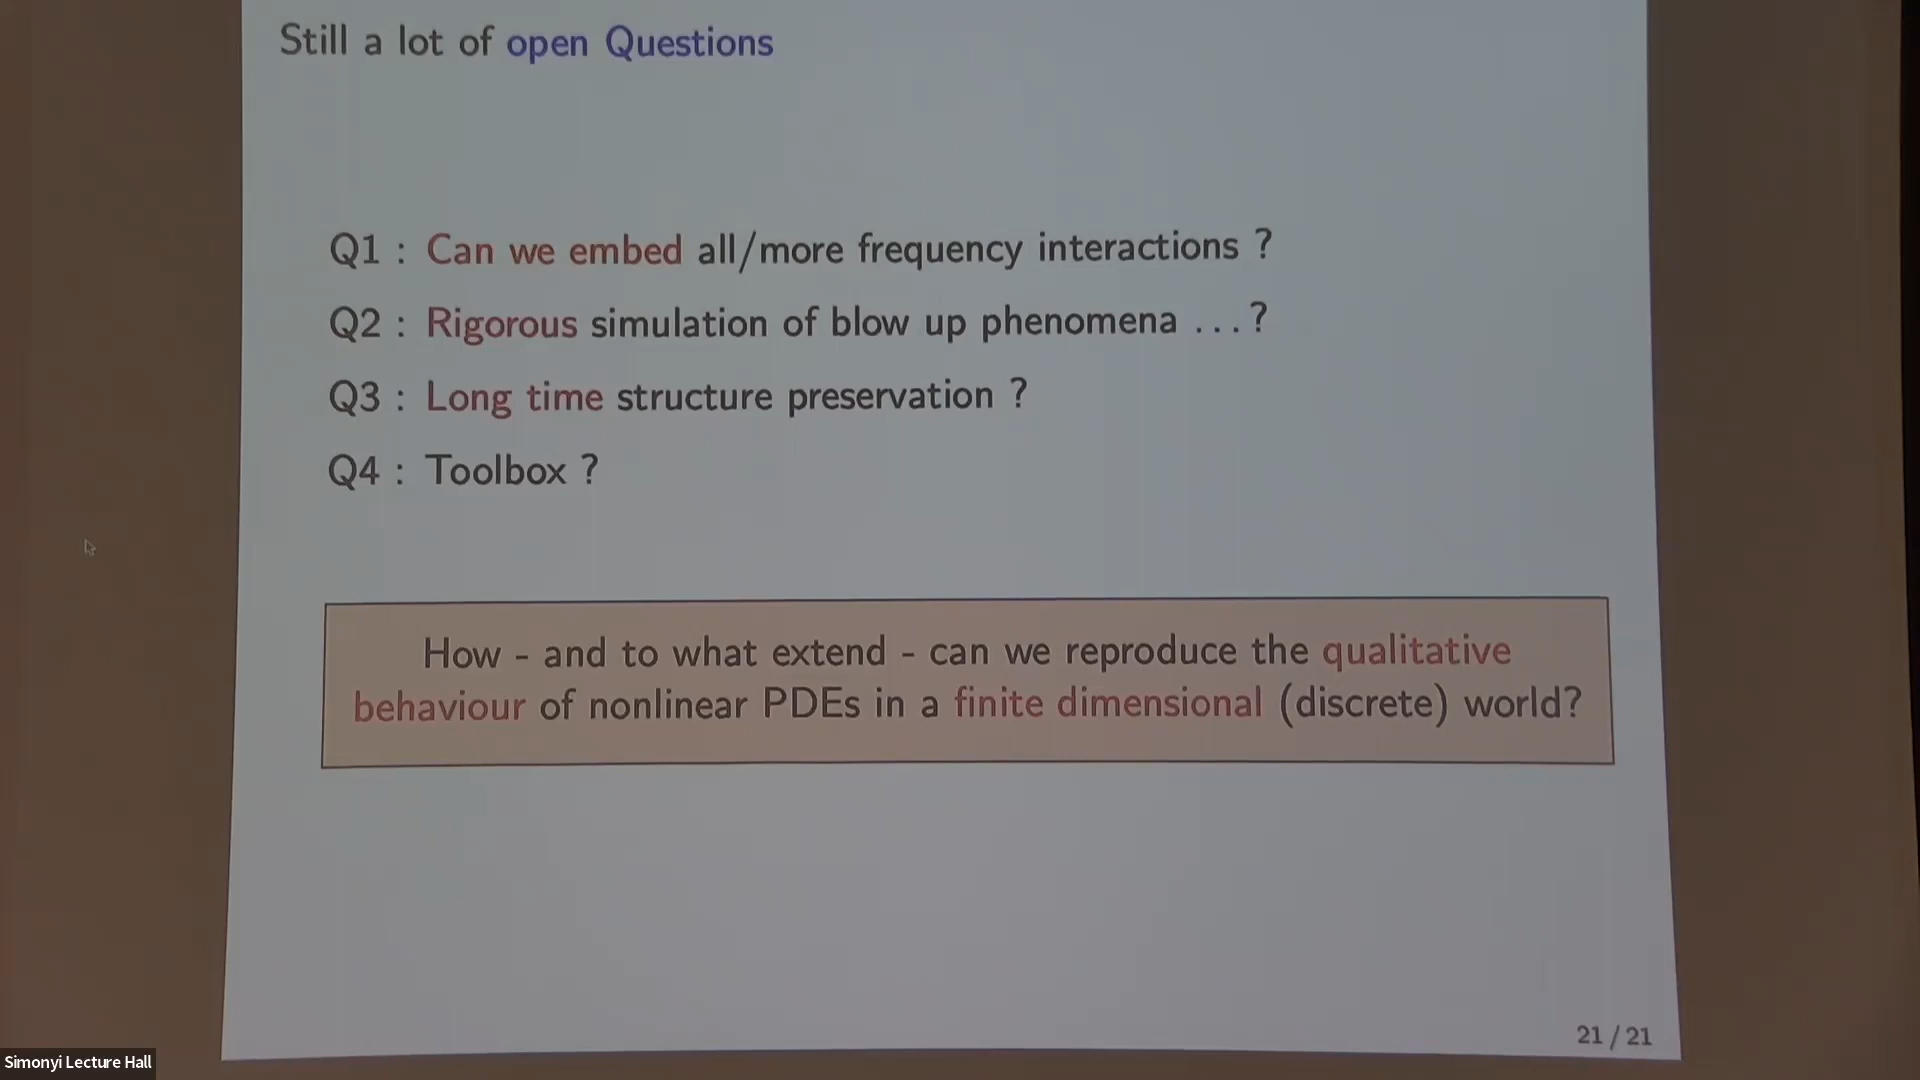 Still a lot of open Questions
Q1 : Can we embed all/more frequency interactions ?
Q2 : Rigorous simulation of blow up phenomena ...?
Q3 : Long time structure preservation ?
Q4 : Toolbox ?
How - and to what extend - can we reproduce the qualitative
behaviour of nonlinear PDEs in a finite dimensional (discrete) world?
21 / 21
Simonyi Lecture Hall